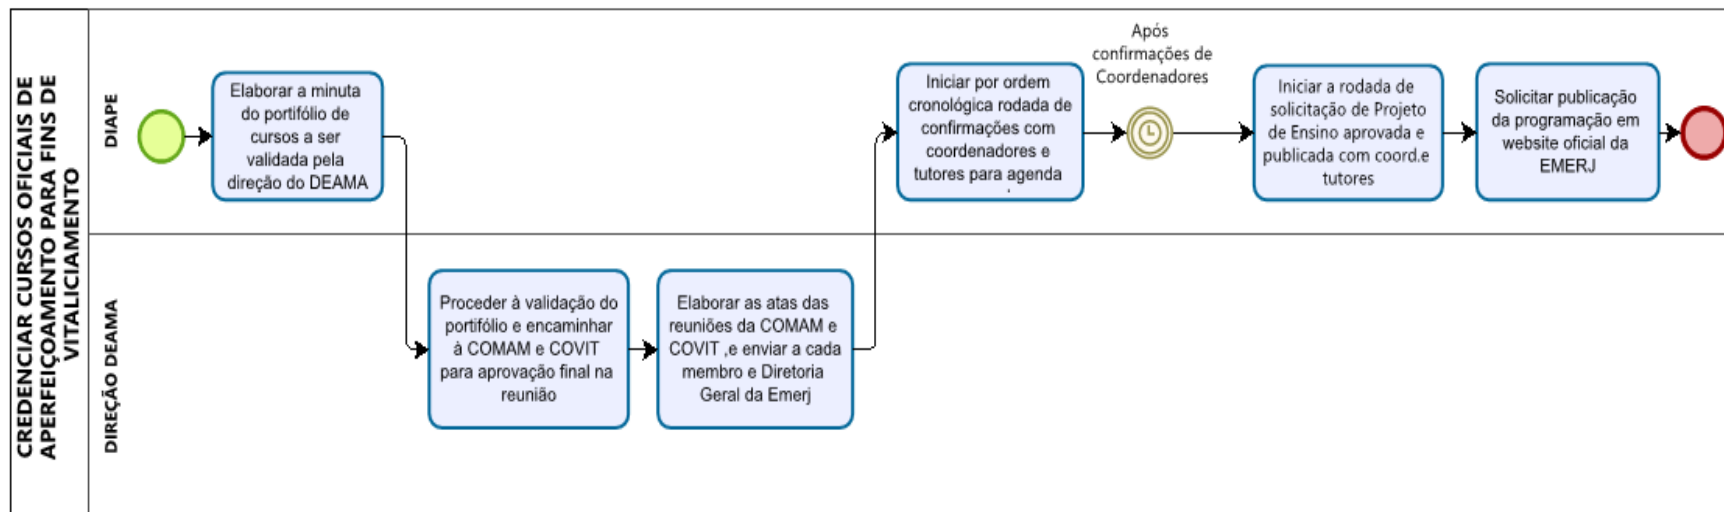 CREDENCIAR CURSOS OFICIAIS DE
APERFEIÇOAMENTO PARA FINS DE
VITALICIAMENTO
DIAPE
Elaborar a minuta
do portifólio de
cursos a ser
validada pela
direção do DEAMA
Iniciar por ordem
cronológica rodada de
confirmações com
coordenadores e
tutores para agenda
Após
confirmações de
Coordenadores
Iniciar a rodada de
solicitação de Projeto
de Ensino aprovada e
publicada com coord.e
tutores
Solicitar publicação
da programação em
website oficial da
EMERJ
DIREÇÃO DEAMA
Proceder à validação do
portifólio e encaminhar
à COMAM e COVIT
para aprovação final na
reunião
Elaborar as atas das
reuniões da COMAM e
COVIT ,e enviar a cada
membro e Diretoria
Geral da Emerj